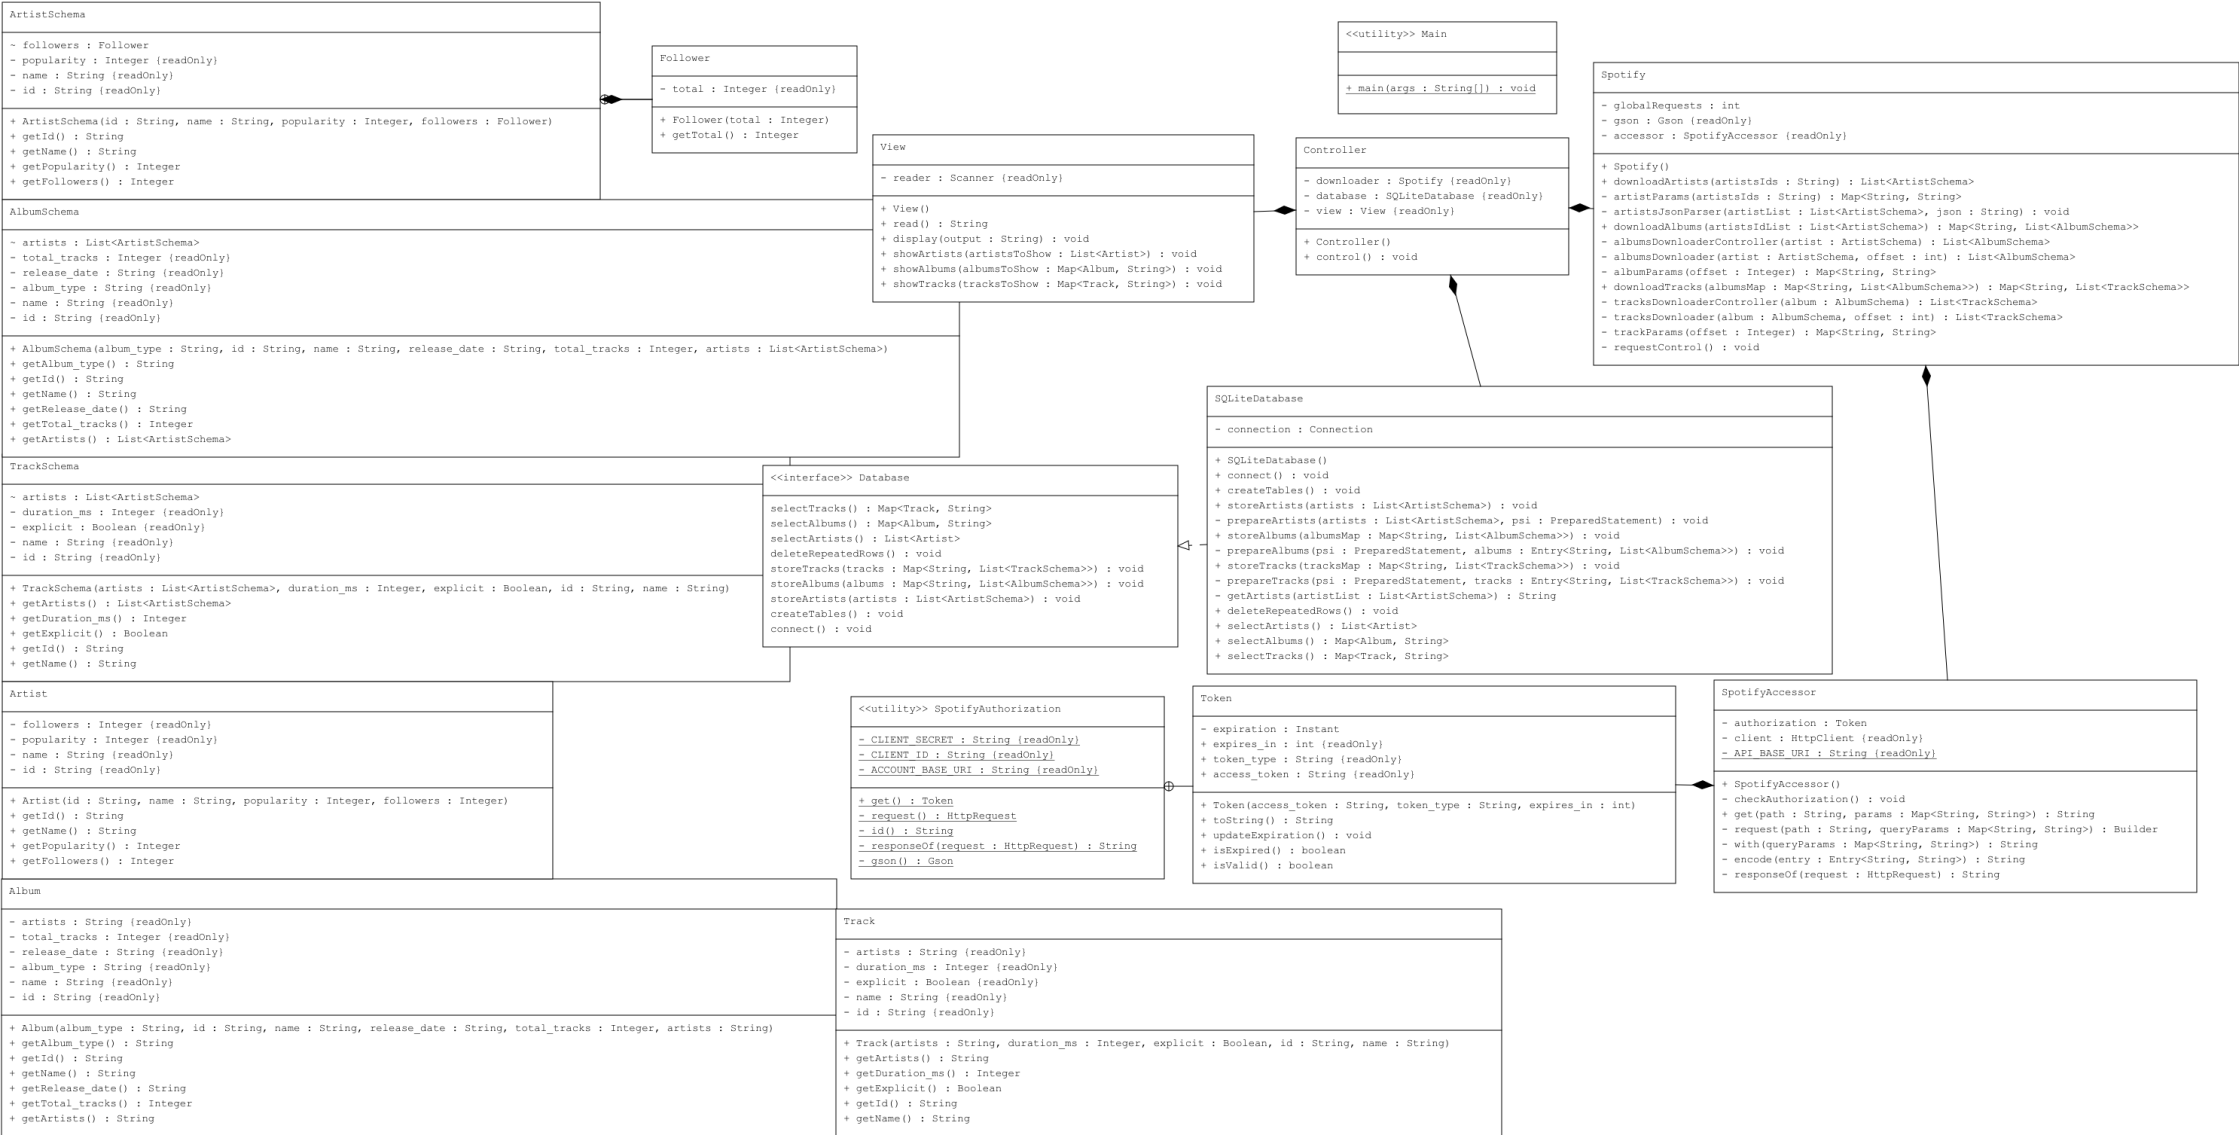 ArtistSchema
~ followers : Follower
- popularity : Integer {readOnly}
- name : String {readOnly}
- id : String {readOnly}
+ ArtistSchema(id : String, name : String, popularity : Integer, followers : Follower)
+ getId() : String
+ getName() : String
+ getPopularity() : Integer
+ getFollowers() : Integer
Follower
- total : Integer {readOnly}
+ Follower(total : Integer)
+ getTotal() : Integer
<<utility>> Main
+ main(args : String[]) : void
Spotify
- globalRequests : int
- gson : Gson {readOnly}
- accessor : SpotifyAccessor {readOnly}
+ Spotify()
+ downloadArtists(artistsIds : String) : List<ArtistSchema>
- artistParams(artistsIds : String) : Map<String, String>
- artistsJsonParser(artistList : List<ArtistSchema>, json : String) : void
+ downloadAlbums(artistsIdList : List<ArtistSchema>) : Map<String, List<AlbumSchema>>
- albumsDownloaderController(artist : ArtistSchema) : List<AlbumSchema>
- albumsDownloader(artist : ArtistSchema, offset : int) : List<AlbumSchema>
- albumParams(offset : Integer) : Map<String, String>
+ downloadTracks(albumsMap : Map<String, List<AlbumSchema>>) : Map<String, List<TrackSchema>>
- tracksDownloaderController(album : AlbumSchema) : List<TrackSchema>
- tracksDownloader(album : AlbumSchema, offset : int) : List<TrackSchema>
- trackParams(offset : Integer) : Map<String, String>
- requestControl() : void
View
- reader : Scanner {readOnly}
+ View()
+ read() : String
+ display(output : String) : void
+ showArtists(artistsToShow : List<Artist>) : void
+ showAlbums(albumsToShow : Map<Album, String>) : void
+ showTracks(tracksToShow : Map<Track, String>) : void
Controller
- downloader : Spotify {readOnly}
- database : SQLiteDatabase {readOnly}
- view : View {readOnly}
+ Controller()
+ control() : void
AlbumSchema
~ artists : List<ArtistSchema>
- total_tracks : Integer {readOnly}
- release_date : String {readOnly}
- album_type : String {readOnly}
- name : String {readOnly}
- id : String {readOnly}
+ AlbumSchema(album_type : String, id : String, name : String, release_date : String, total_tracks : Integer, artists : List<ArtistSchema>)
+ getAlbum_type() : String
+ getId() : String
+ getName() : String
+ getRelease_date() : String
+ getTotal_tracks() : Integer
+ getArtists() : List<ArtistSchema>
SQLiteDatabase
- connection : Connection
+ SQLiteDatabase()
+ connect() : void
+ createTables() : void
+ storeArtists(artists : List<ArtistSchema>) : void
- prepareArtists(artists : List<ArtistSchema>, psi : PreparedStatement) : void
+ storeAlbums(albumsMap : Map<String, List<AlbumSchema>>) : void
- prepareAlbums(psi : PreparedStatement, albums : Entry<String, List<AlbumSchema>>) : void
+ storeTracks(tracksMap : Map<String, List<TrackSchema>>) : void
- prepareTracks(psi : PreparedStatement, tracks : Entry<String, List<TrackSchema>>) : void
- getArtists(artistList : List<ArtistSchema>) : String
+ deleteRepeatedRows() : void
+ selectArtists() : List<Artist>
+ selectAlbums() : Map<Album, String>
+ selectTracks() : Map<Track, String>
TrackSchema
~ artists : List<ArtistSchema>
- duration_ms : Integer {readOnly}
- explicit : Boolean {readOnly}
- name : String {readOnly}
- id : String {readOnly}
+ TrackSchema(artists : List<ArtistSchema>, duration_ms : Integer, explicit : Boolean, id : String, name : String)
+ getArtists() : List<ArtistSchema>
+ getDuration_ms() : Integer
+ getExplicit() : Boolean
+ getId() : String
+ getName() : String
<<interface>> Database
selectTracks() : Map<Track, String>
selectAlbums() : Map<Album, String>
selectArtists() : List<Artist>
deleteRepeatedRows() : void
storeTracks(tracks : Map<String, List<TrackSchema>>) : void
storeAlbums(albums : Map<String, List<AlbumSchema>>) : void
storeArtists(artists : List<ArtistSchema>) : void
createTables() : void
connect() : void
Artist
- followers : Integer {readOnly}
- popularity : Integer {readOnly}
- name : String {readOnly}
- id : String {readOnly}
+ Artist(id : String, name : String, popularity : Integer, followers : Integer)
+ getId() : String
+ getName() : String
+ getPopularity() : Integer
+ getFollowers() : Integer
<<utility>> SpotifyAuthorization
- CLIENT_SECRET : String {readOnly}
- CLIENT_ID : String {readOnly}
- ACCOUNT_BASE_URI : String {readOnly}
+ get() : Token
- request() : HttpRequest
- id() : String
- responseOf(request : HttpRequest) : String
- gson() : Gson
Token
- expiration : Instant
+ expires_in : int {readOnly}
+ token_type : String {readOnly}
+ access_token : String {readOnly}
+ Token(access_token : String, token_type : String, expires_in : int)
+ toString() : String
+ updateExpiration() : void
+ isExpired() : boolean
+ isValid() : boolean
SpotifyAccessor
- authorization : Token
- client : HttpClient {readOnly}
- API_BASE_URI : String {readOnly}
+ SpotifyAccessor()
- checkAuthorization() : void
+ get(path : String, params : Map<String, String>) : String
- request(path : String, queryParams : Map<String, String>) : Builder
- with(queryParams : Map<String, String>) : String
- encode(entry : Entry<String, String>) : String
- responseOf(request : HttpRequest) : String
Album
- artists : String {readOnly}
- total_tracks : Integer {readOnly}
- release_date : String {readOnly}
- album_type : String {readOnly}
- name : String {readOnly}
- id : String {readOnly}
+ Album(album_type : String, id : String, name : String, release_date : String, total_tracks : Integer, artists : String)
+ getAlbum_type() : String
+ getId() : String
+ getName() : String
+ getRelease_date() : String
+ getTotal_tracks() : Integer
+ getArtists() : String
Track
- artists : String {readOnly}
- duration_ms : Integer {readOnly}
- explicit : Boolean {readOnly}
- name : String {readOnly}
- id : String {readOnly}
+ Track(artists : String, duration_ms : Integer, explicit : Boolean, id : String, name : String)
+ getArtists() : String
+ getDuration_ms() : Integer
+ getExplicit() : Boolean
+ getId() : String
+ getName() : String